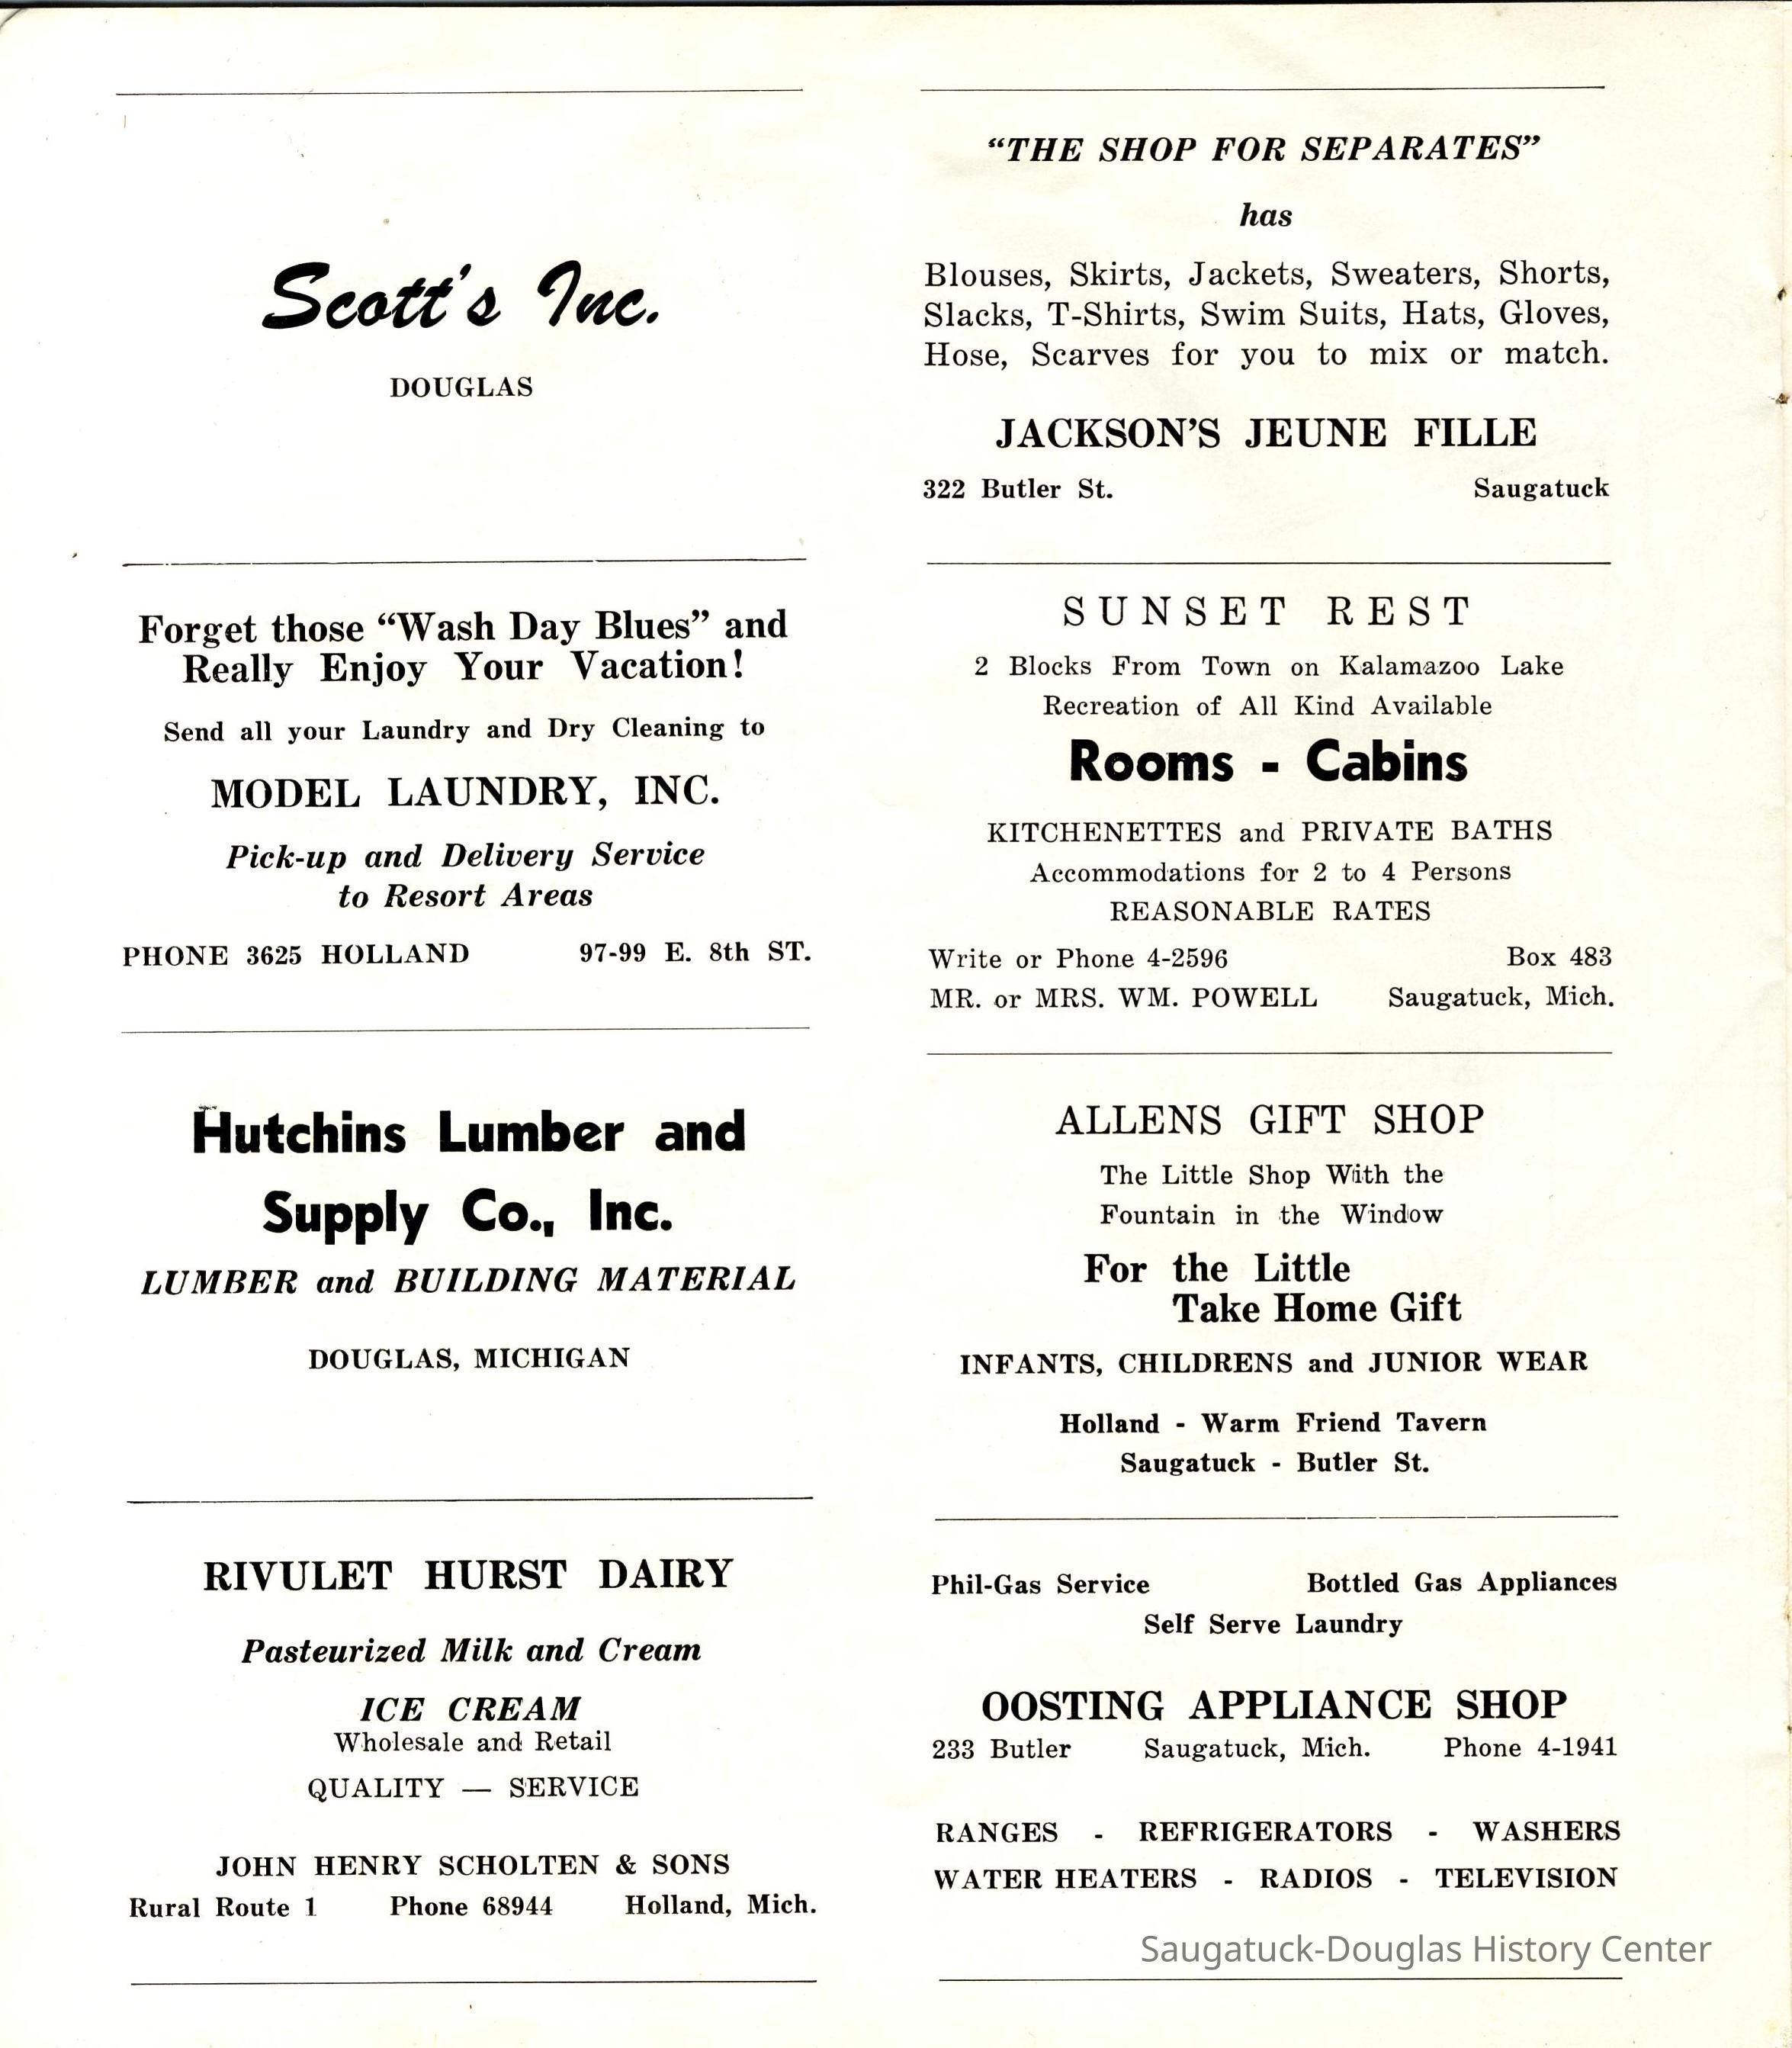 Scott's Inc.
DOUGLAS
Forget those “Wash Day Blues” and
Really Enjoy Your Vacation!
Send all your Laundry and Dry Cleaning to
MODEL LAUNDRY, INC.
Pick-up and Delivery Service
to Resort Areas
PHONE 3625 HOLLAND 97-99 E. 8th ST.
Hutchins Lumber and
Supply Co., Inc.
LUMBER and BUILDING MATERIAL
DOUGLAS, MICHIGAN
RIVULET HURST DAIRY
Pasteurized Milk and Cream
ICE CREAM
Wholesale and Retail
QUALITY — SERVICE
JOHN HENRY SCHOLTEN & SONS
Rural Route 1 Phone 68944 Holland, Mich.
“THE SHOP FOR SEPARATES”
has
Blouses, Skirts, Jackets, Sweaters, Shorts,
Slacks, T-Shirts, Swim Suits, Hats, Gloves,
Hose, Scarves for you to mix or match.
JACKSON’S JEUNE FILLE
322 Butler St. Saugatuck
SUNSET REST
2 Blocks From Town on Kalamazoo Lake
Recreation of All Kind Available
Rooms - Cabins
KITCHENETTES and PRIVATE BATHS
Accommodations for 2 to 4 Persons
REASONABLE RATES
Write or Phone 4-2596 Box 483
MR. or MRS. WM. POWELL Saugatuck, Mich.
ALLENS GIFT SHOP
The Little Shop With the
Fountain in the Window
For the Little
Take Home Gift
INFANTS, CHILDRENS and JUNIOR WEAR
Holland - Warm Friend Tavern
Saugatuck - Butler St.
Phil-Gas Service Bottled Gas Appliances
Self Serve Laundry
OOSTING APPLIANCE SHOP
233 Butler Saugatuck, Mich. Phone 4-1941
RANGES - REFRIGERATORS - WASHERS
WATER HEATERS - RADIOS - TELEVISION
Saugatuck-Douglas History Center